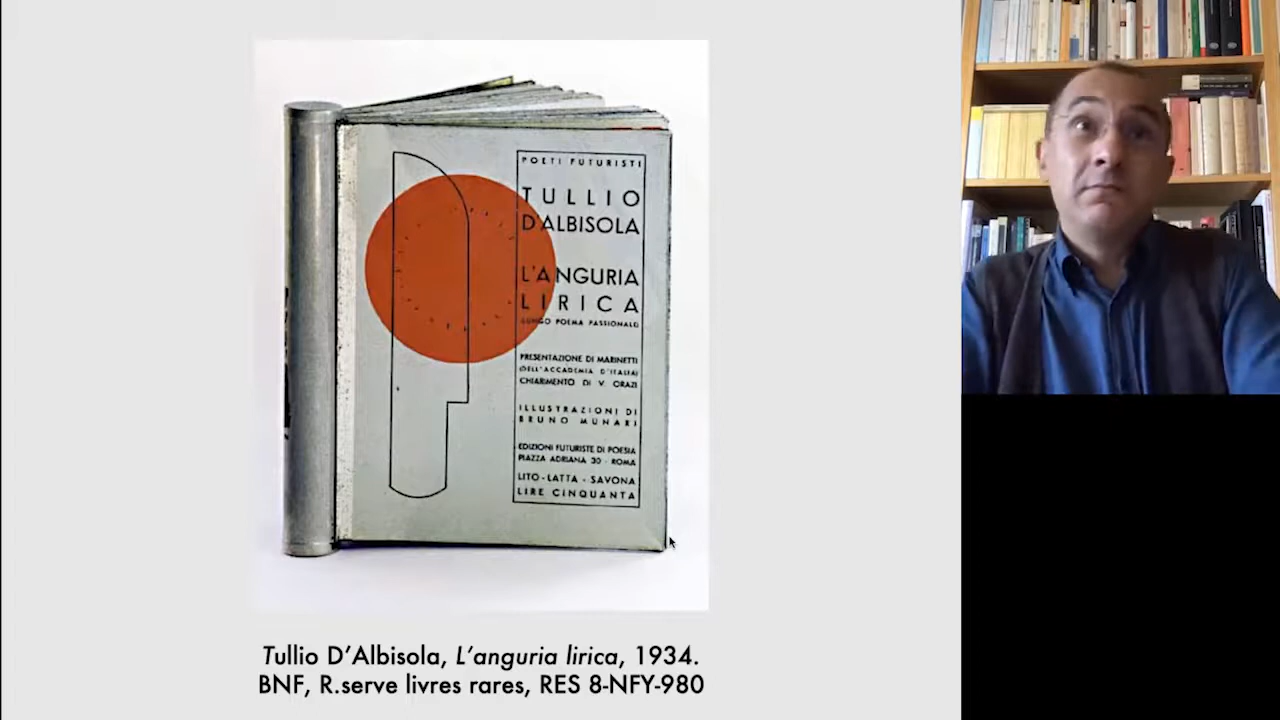 POETI FUTURISTI
TULLIO
D'ALBISOLA
L'ANGURIA
LIRICA
(LUNGO POEMA PASSIONALE)
PRESENTAZIONE DI MARINETTI
(DELL'ACCADEMIA D'ITALIA)
CHIARIMENTO DI V. ORAZI
ILLUSTRAZIONI DI
BRUNO MUNARI
EDIZIONI FUTURISTE DI POESIA
PIAZZA ADRIANA 30 - ROMA
LITO-LATTA - SAVONA
LIRE CINQUANTA
Tullio D'Albisola, L'anguria lirica, 1934.
BNF, R.serve livres rares, RES 8-NFY-980